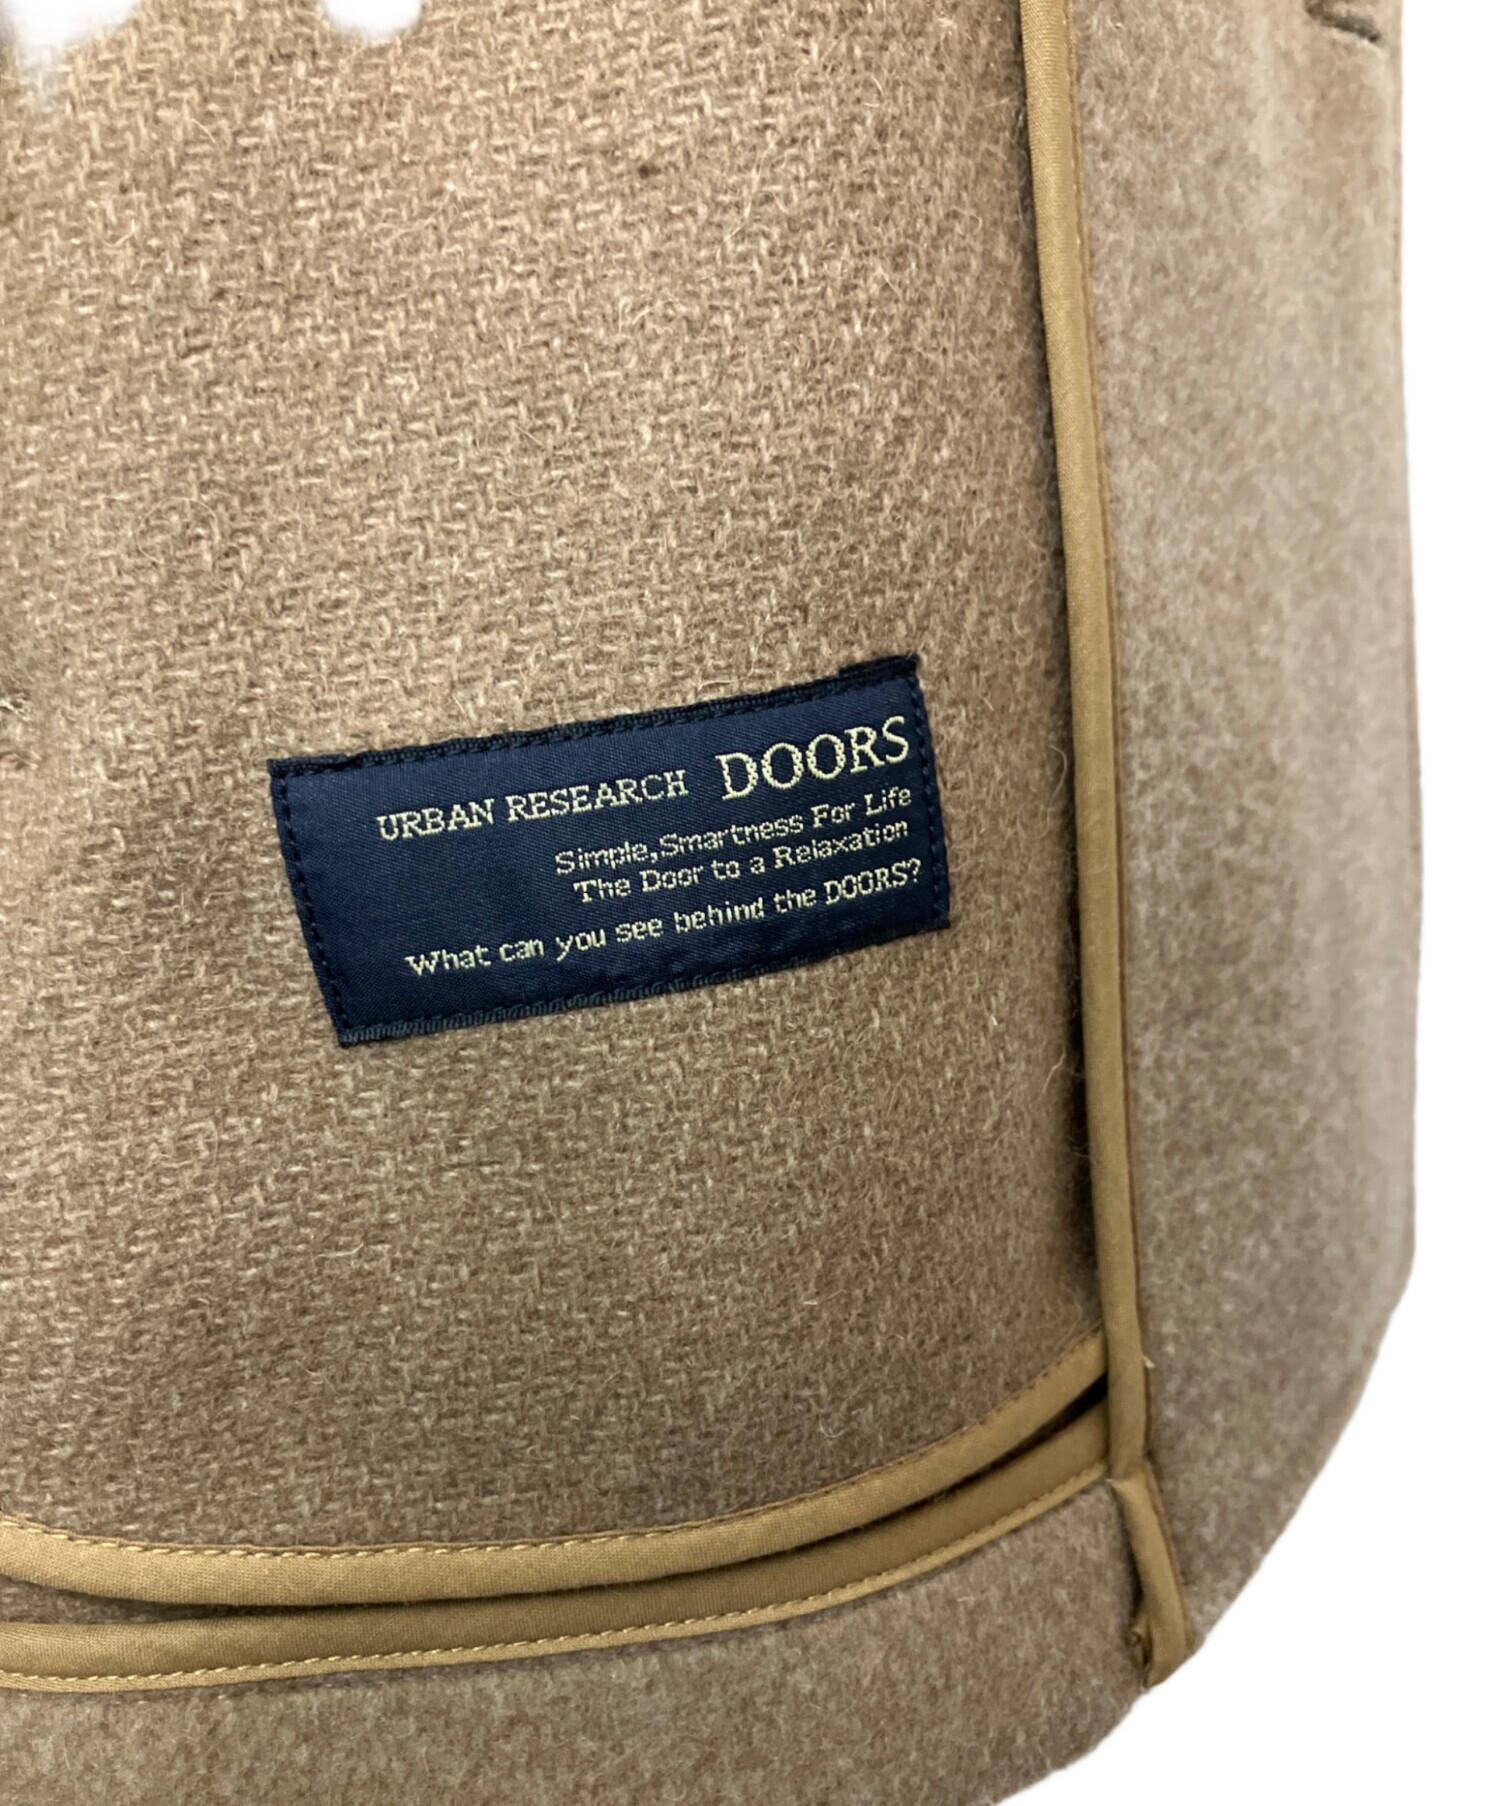 URBAN RESEARCH DOORS
Simple,Smartness For Life
The Door to a Relaxation
What can you see behind the DOORS?